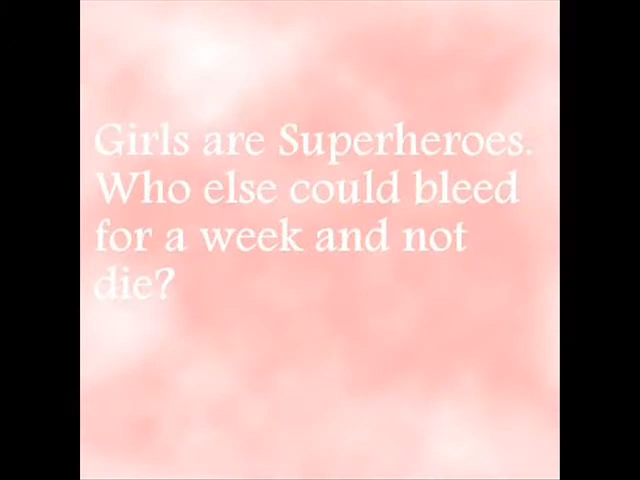 Girls are Superheroes.
Who else could bleed
for a week and not
die?